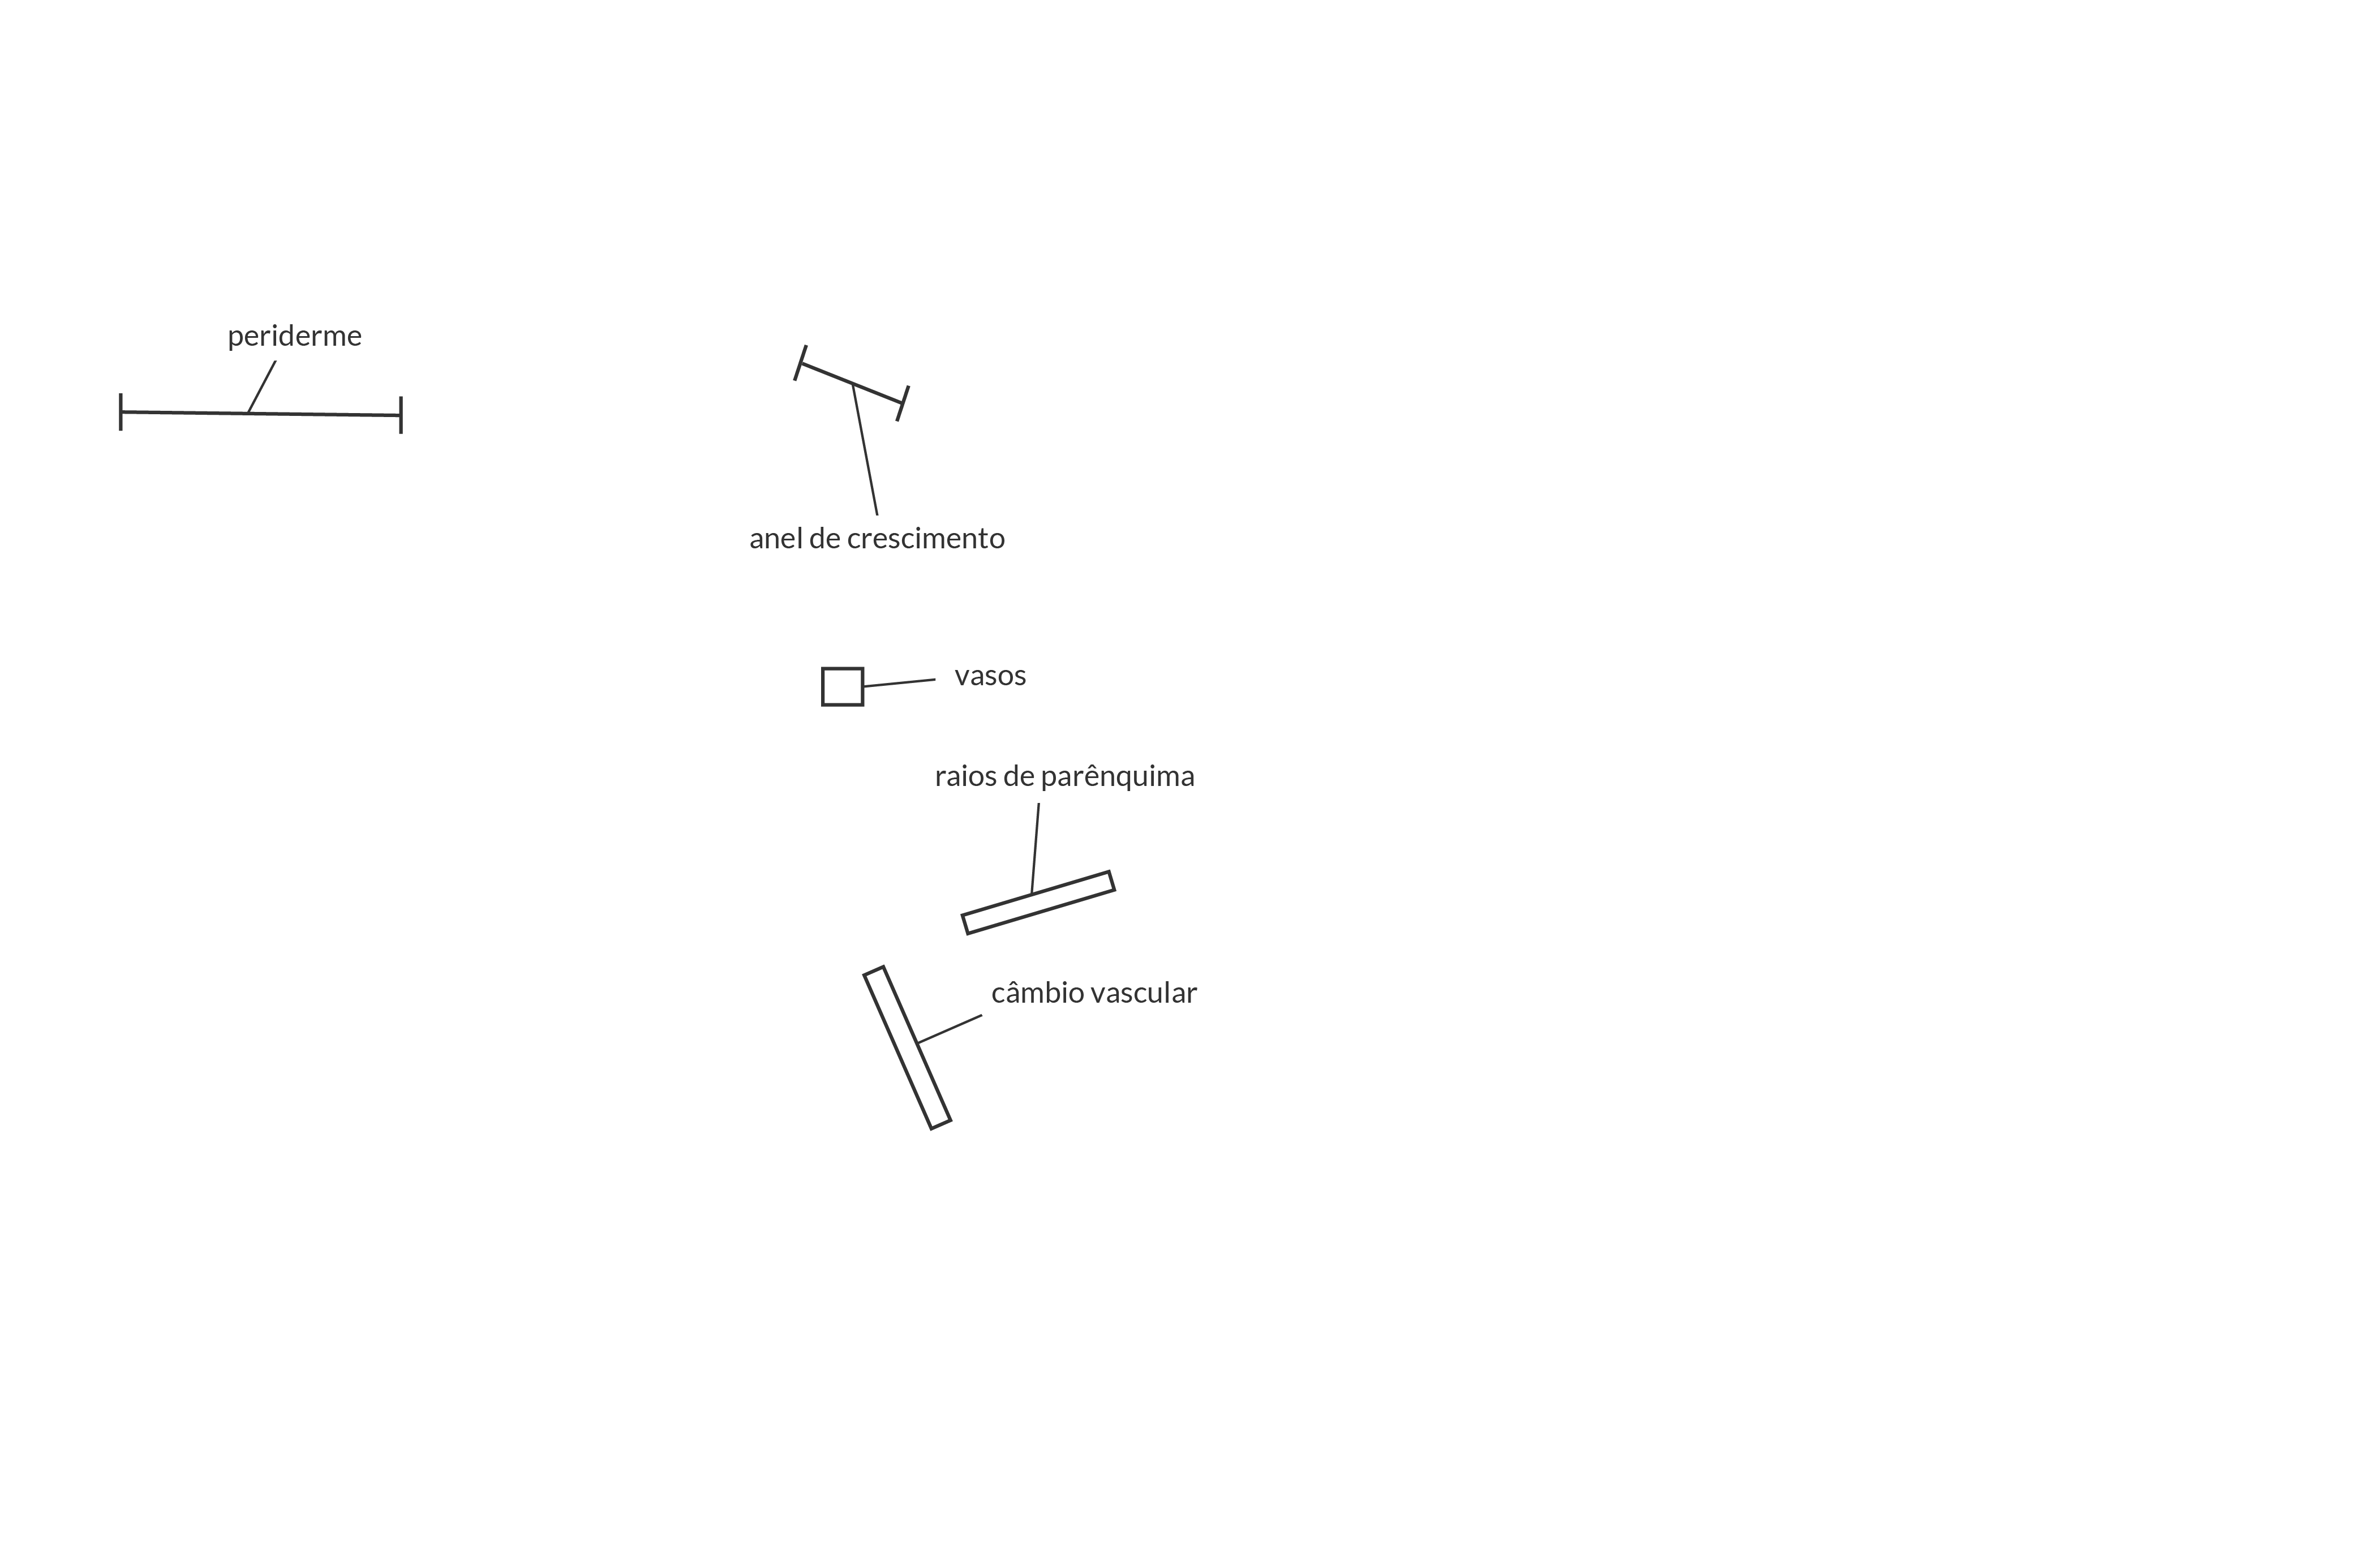 periderme
anel de crescimento
vasos
raios de parênquima
câmbio vascular